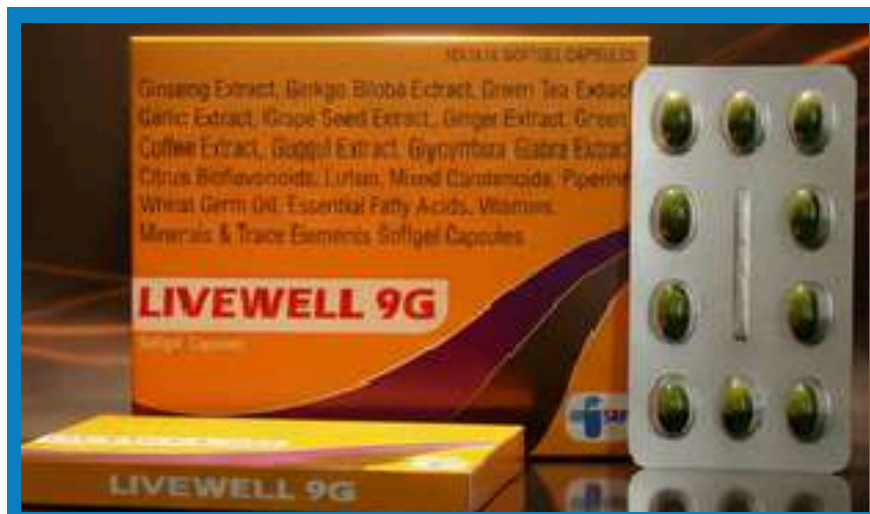 10X1X10 SOFTGEL CAPSULES
Ginseng Extract, Ginkgo Biloba Extract, Green Tea Extract
Garlic Extract, Grape Seed Extract, Ginger Extract, Green
Coffee Extract, Guggul Extract, Glycyrrhiza Glabra Extract
Citrus Bioflavonoids, Lutein, Mixed Carotenoids, Piperine
Wheat Germ Oil, Essential Fatty Acids, Vitamins,
Minerals & Trace Elements Softgel Capsules
LIVEWELL 9G
Softgel Capsules
LIVEWELL 9G